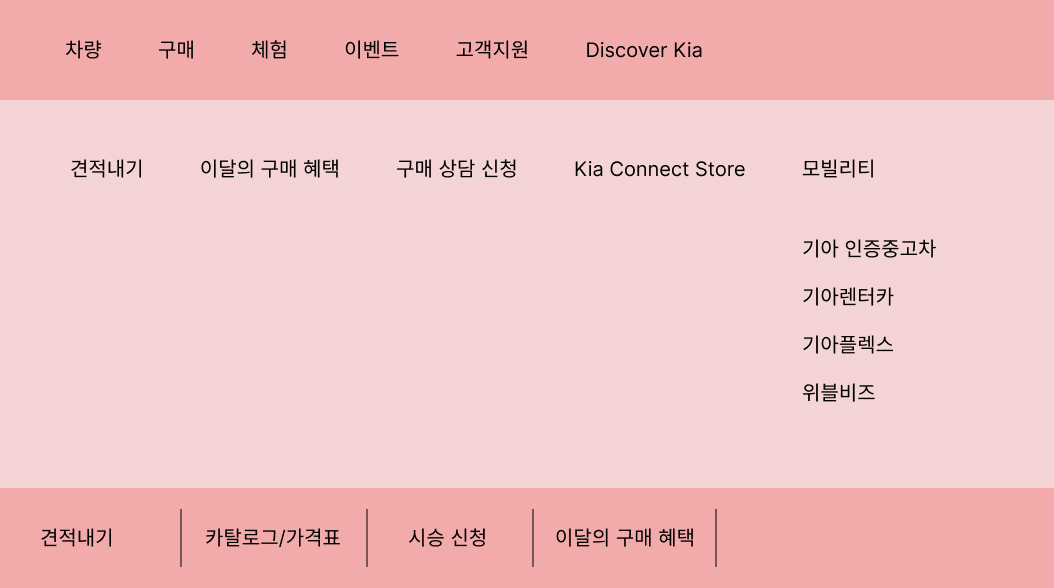 차량 구매 체험 이벤트 고객지원 Discover Kia
견적내기 이달의 구매 혜택 구매 상담 신청 Kia Connect Store 모빌리티
기아 인증중고차
기아렌터카
기아플렉스
위블비즈
견적내기 카탈로그/가격표 시승 신청 이달의 구매 혜택